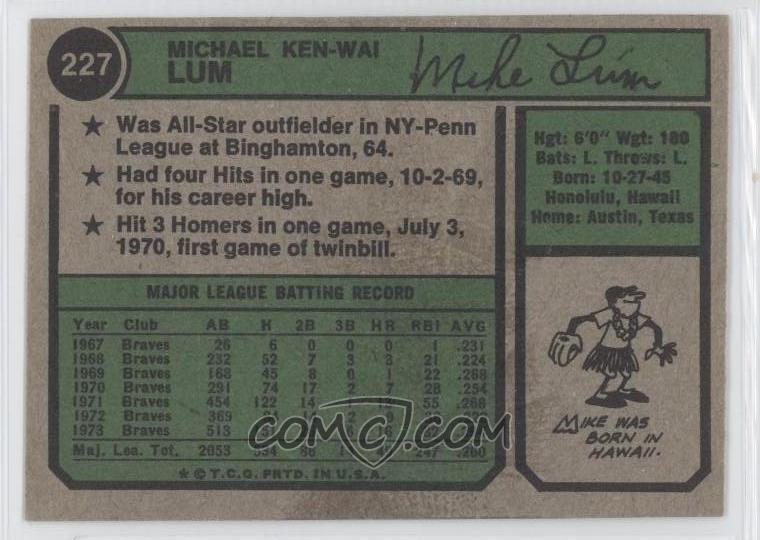 227
MICHAEL KEN-WAI
LUM
Mike Lum
★ Was All-Star outfielder in NY-Penn
League at Binghamton, 64.
★ Had four Hits in one game, 10-2-69,
for his career high.
★ Hit 3 Homers in one game, July 3,
1970, first game of twinbill.
Hgt: 6'0" Wgt: 180
Bats: L. Throws: L.
Born: 10-27-45
Honolulu, Hawaii
Home: Austin, Texas
MAJOR LEAGUE BATTING RECORD
Year Club AB H 2B 3B HR RBI AVG
1967 Braves 26 6 0 0 0 1 .231
1968 Braves 232 52 7 3 3 21 .224
1969 Braves 168 45 8 0 1 22 .268
1970 Braves 291 74 17 2 7 28 .254
1971 Braves 454 122 14 55
1972 Braves 369
1973 Braves 513
Maj. Lea. Tot. 2053 247 .260
★ © T.C.G. PRTD. IN U.S.A.
MIKE WAS
BORN IN
HAWAII.
COMC.COM